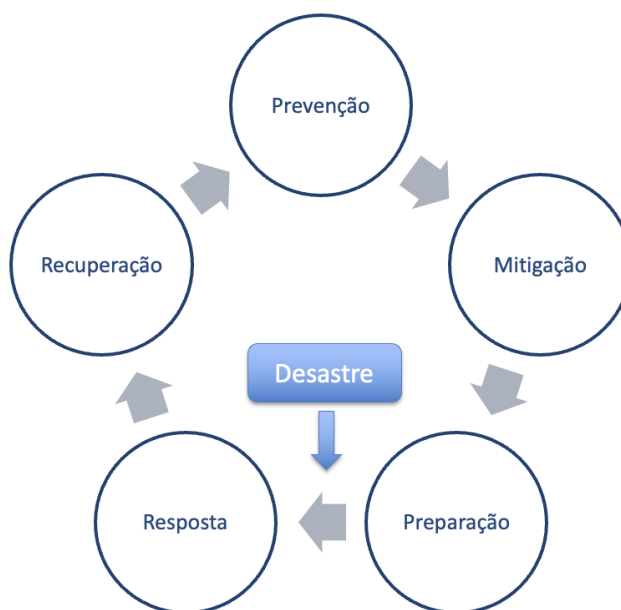 Prevenção
Recuperação
Mitigação
Desastre
Resposta
Preparação